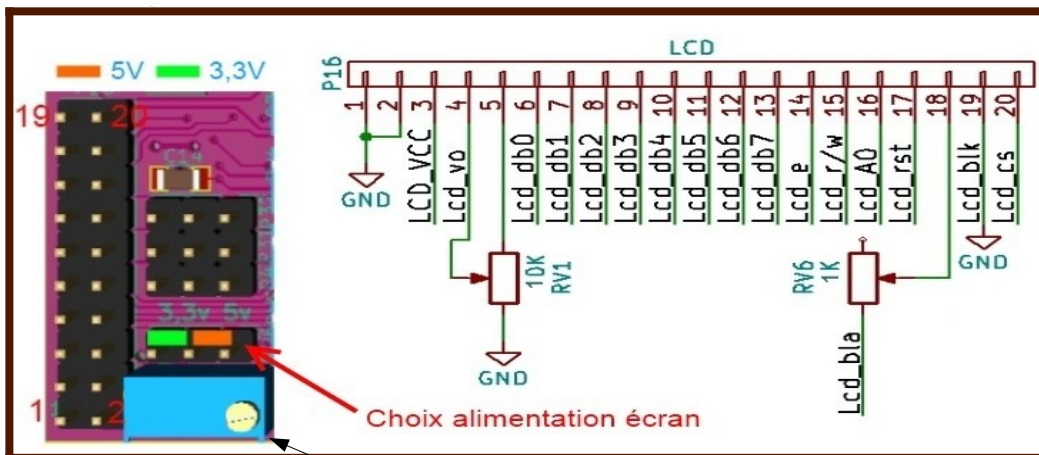 5V 3,3V
19 20
C14
3,3v 5v
1 2
Choix alimentation écran
LCD
P16
1 2 3 4 5 6 7 8 9 10 11 12 13 14 15 16 17 18 19 20
GND
LCD_VCC
Lcd_vo
Lcd_db0
Lcd_db1
Lcd_db2
Lcd_db3
Lcd_db4
Lcd_db5
Lcd_db6
Lcd_db7
Lcd_e
Lcd_r/w
Lcd_A0
Lcd_rst
Lcd_blk
Lcd_cs
GND
10K
RV1
GND
RV6
1K
Lcd_bla